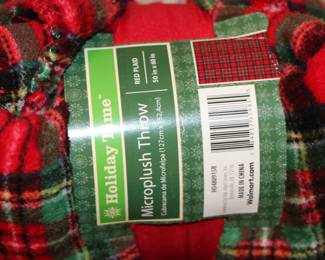 Holiday Time™
RED PLAID
50 in x 60 in
Microplush Throw
Cobertor de Microfelpa (127cm x 152.4cm)
MADE IN CHINA
Walmart.com